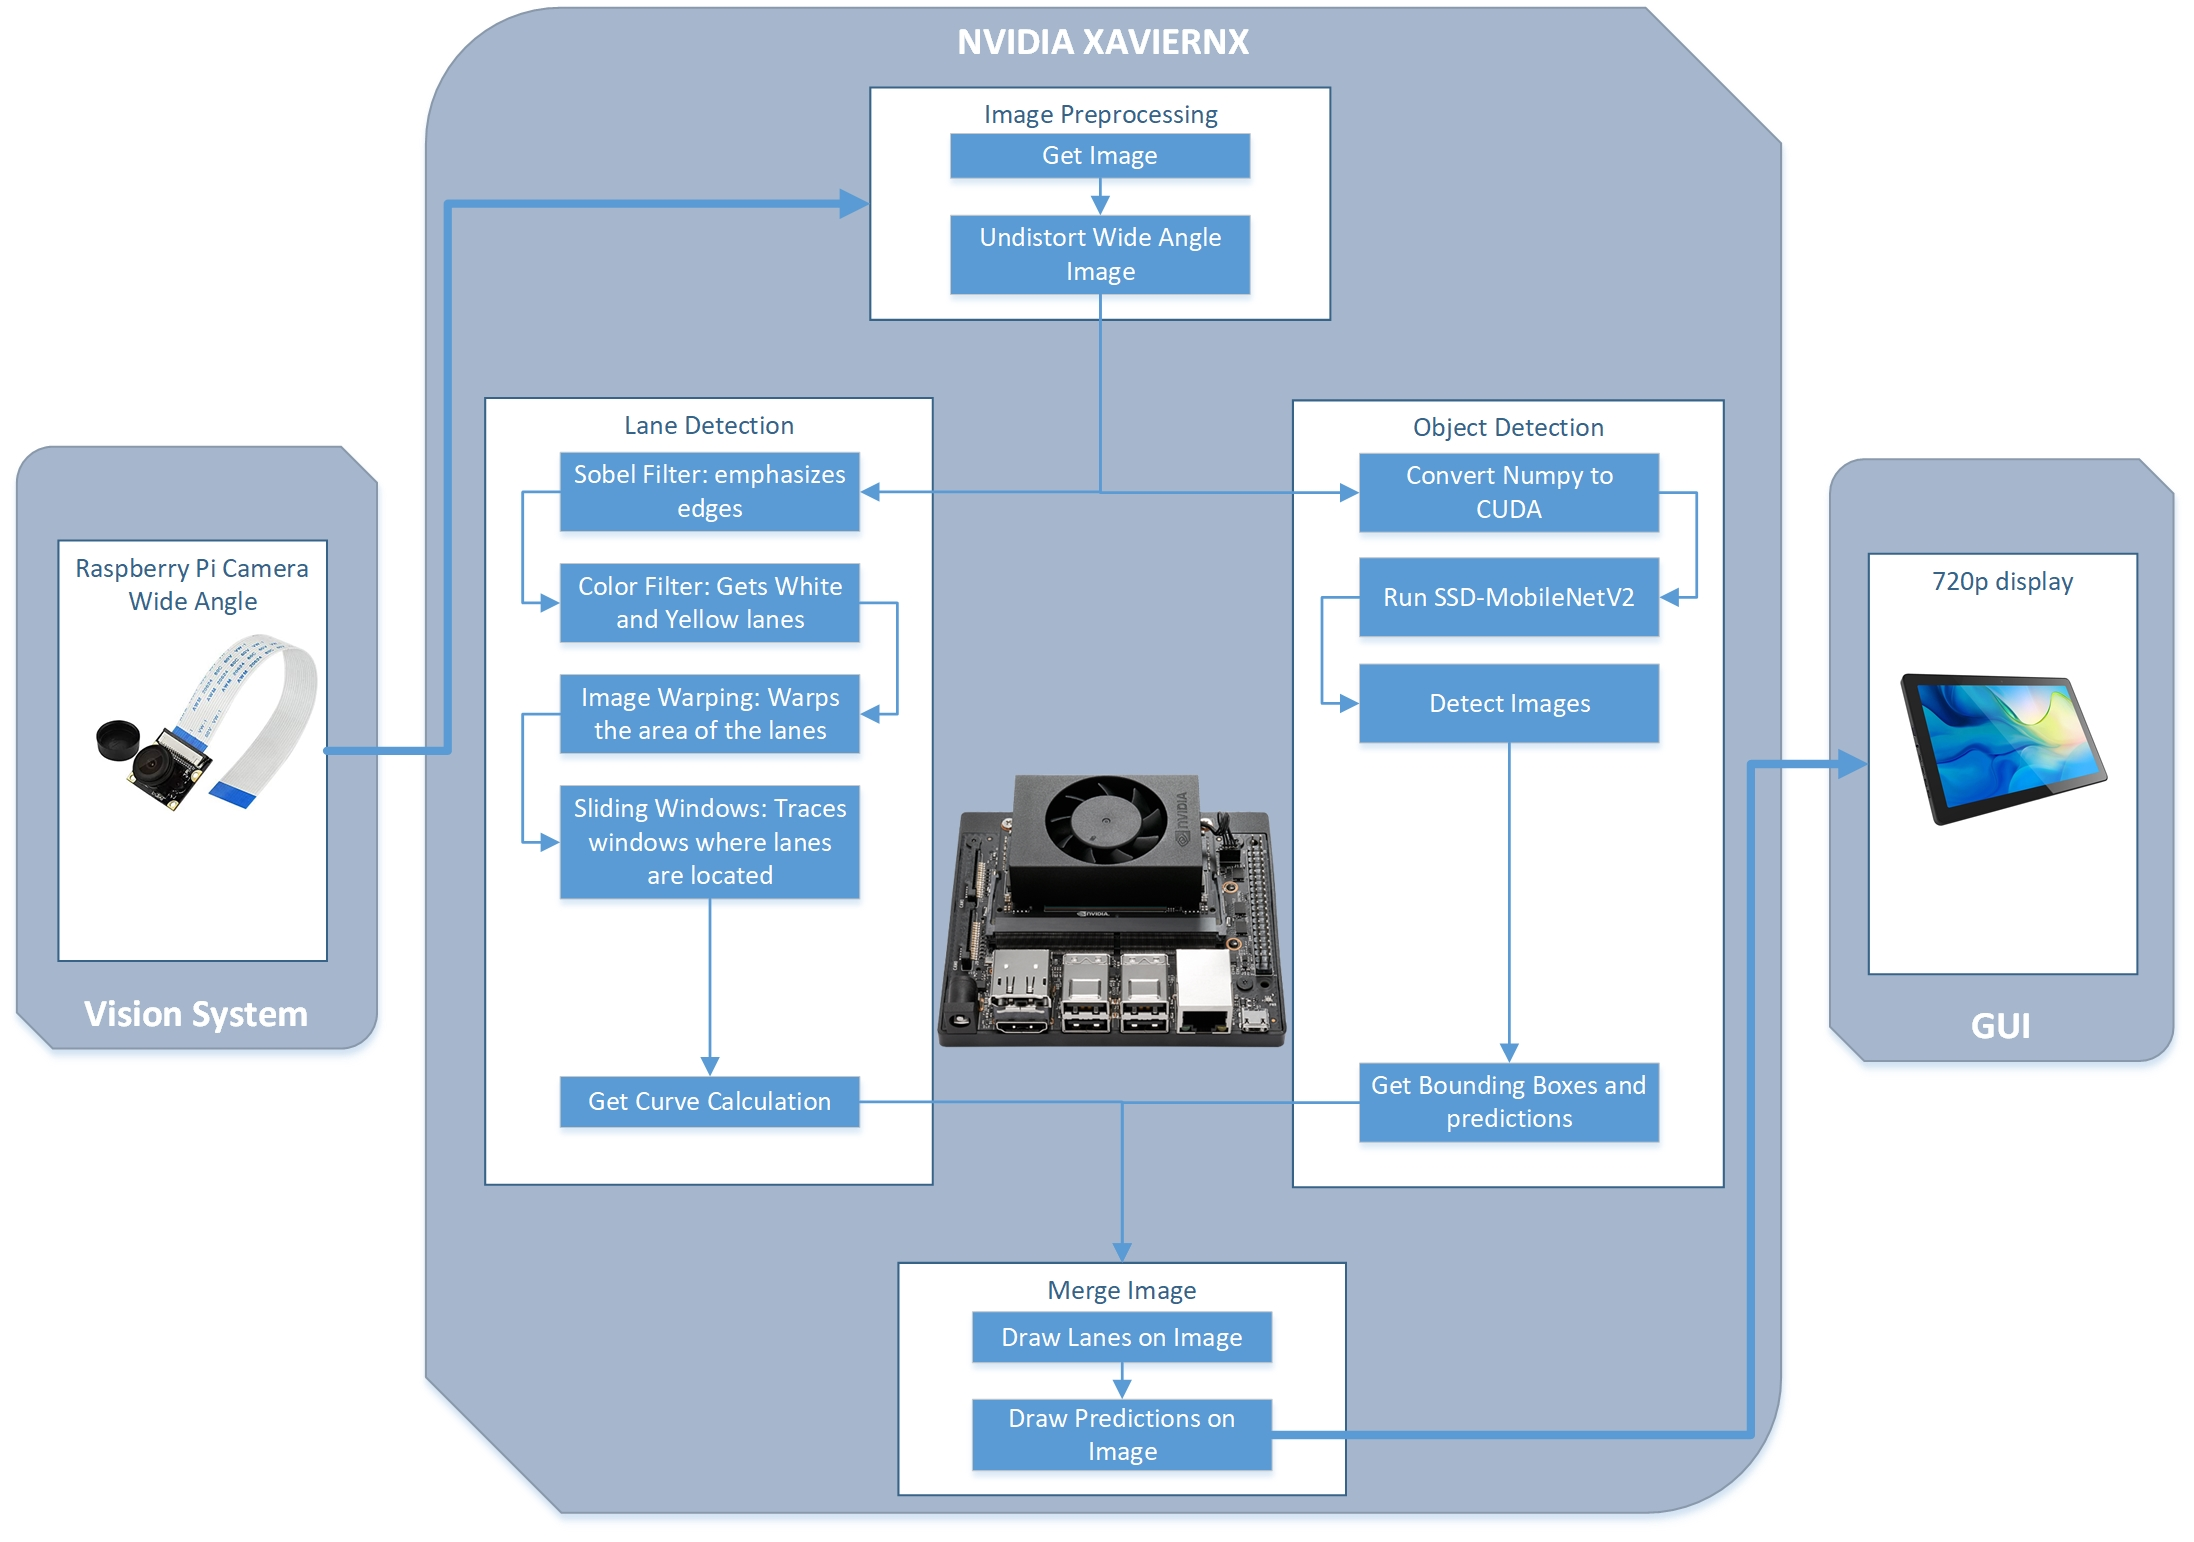 NVIDIA XAVIERNX
Image Preprocessing
Get Image
Undistort Wide Angle
Image
Lane Detection
Sobel Filter: emphasizes
edges
Color Filter: Gets White
and Yellow lanes
Image Warping: Warps
the area of the lanes
Sliding Windows: Traces
windows where lanes
are located
Get Curve Calculation
Object Detection
Convert Numpy to
CUDA
Run SSD-MobileNetV2
Detect Images
Get Bounding Boxes and
predictions
Raspberry Pi Camera
Wide Angle
Vision System
NVIDIA
NVIDIA
720p display
GUI
Merge Image
Draw Lanes on Image
Draw Predictions on
Image